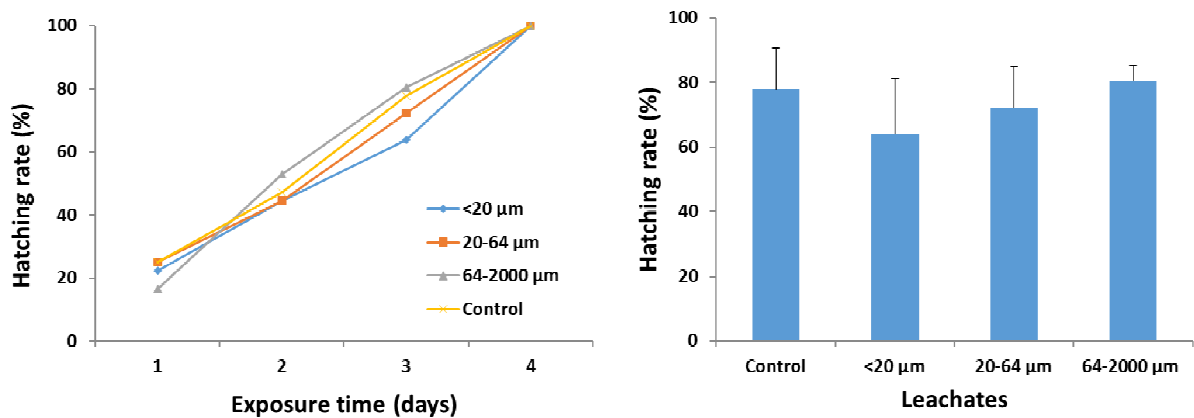 Hatching rate (%)
100
80
60
40
20
0
<20 µm
20-64 µm
64-2000 µm
Control
1 2 3 4
Exposure time (days)
Hatching rate (%)
100
80
60
40
20
0
Control <20 µm 20-64 µm 64-2000 µm
Leachates